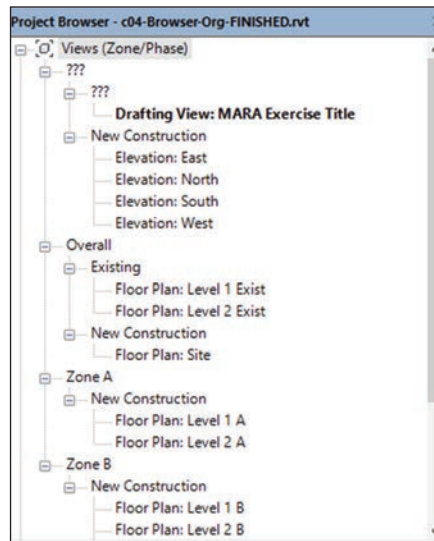 Project Browser - c04-Browser-Org-FINISHED.rvt
Views (Zone/Phase)
???
???
Drafting View: MARA Exercise Title
New Construction
Elevation: East
Elevation: North
Elevation: South
Elevation: West
Overall
Existing
Floor Plan: Level 1 Exist
Floor Plan: Level 2 Exist
New Construction
Floor Plan: Site
Zone A
New Construction
Floor Plan: Level 1 A
Floor Plan: Level 2 A
Zone B
New Construction
Floor Plan: Level 1 B
Floor Plan: Level 2 B